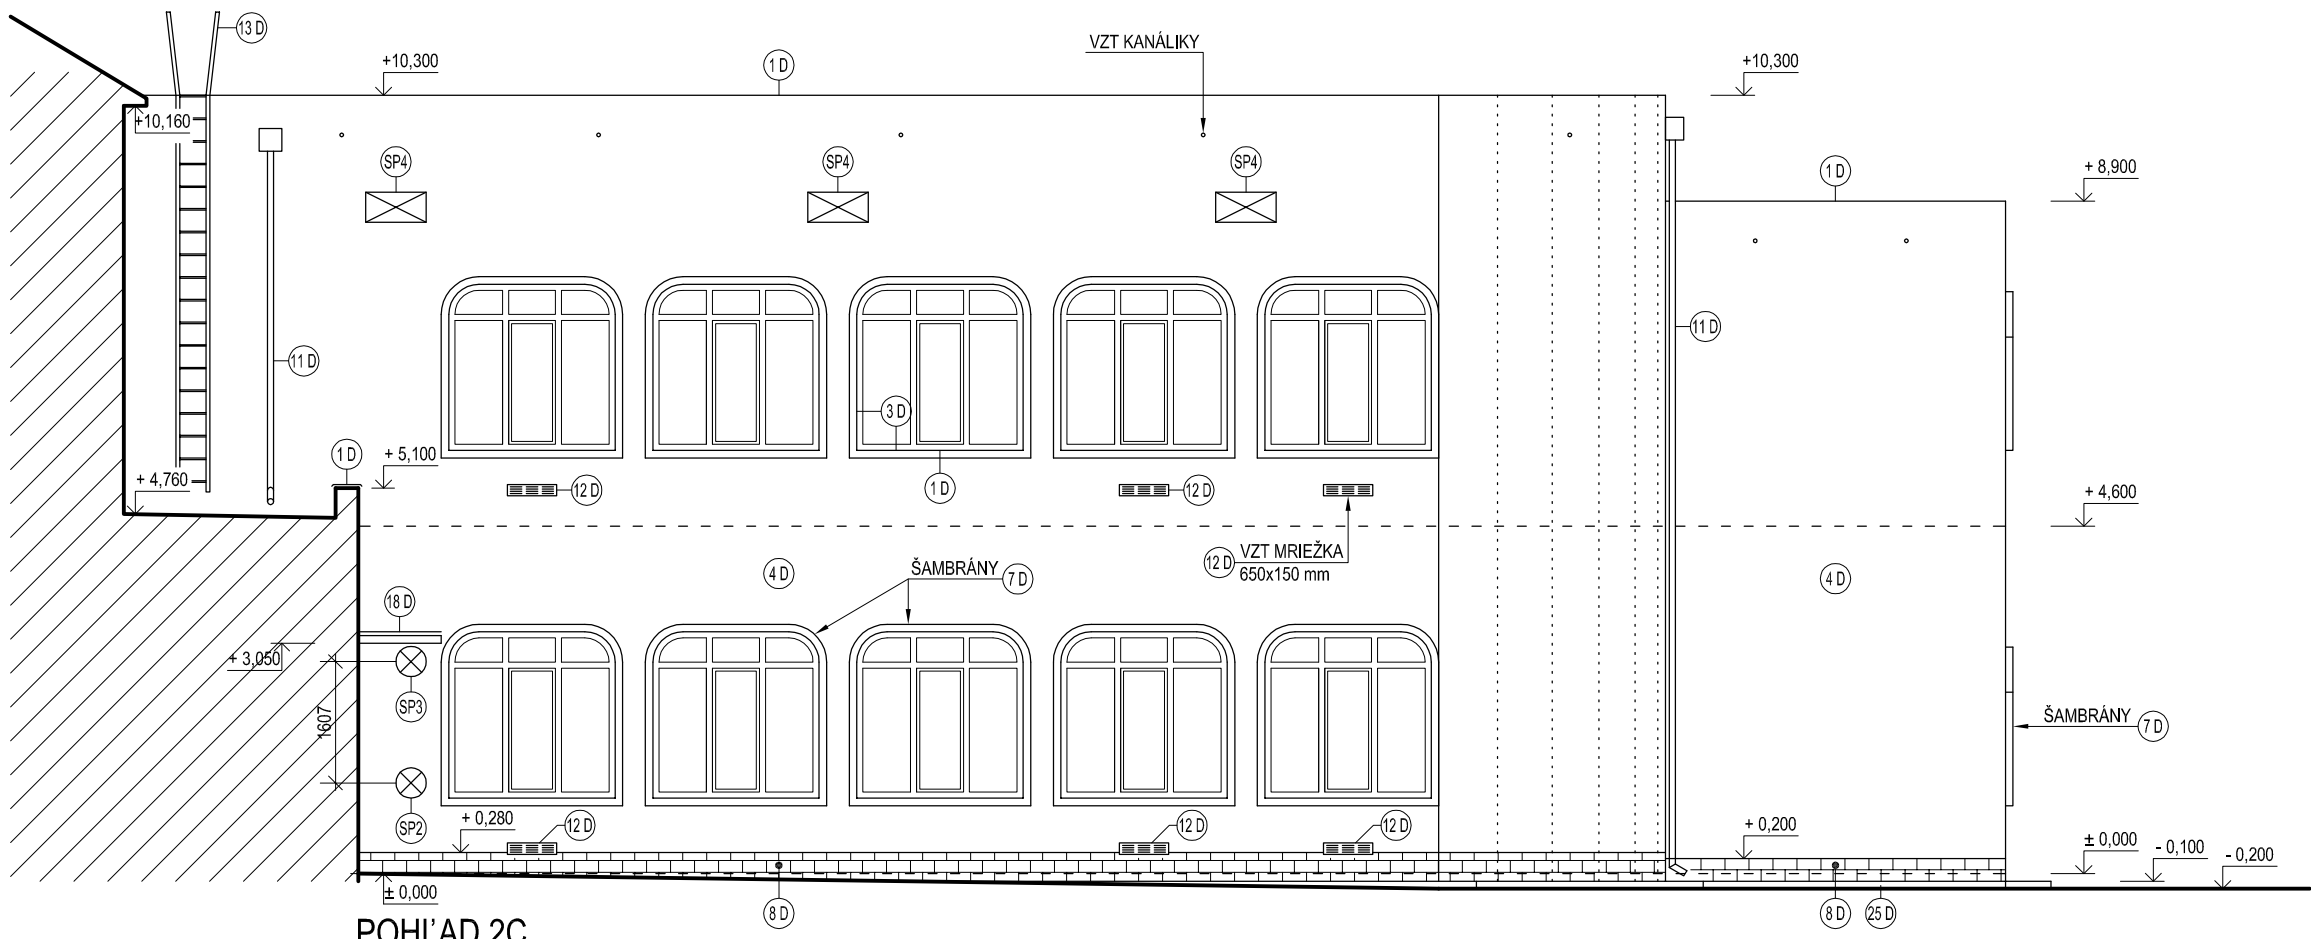 13 D
VZT KANÁLIKY
+10,300
1 D
+10,300
+10,160
SP4
SP4
SP4
1 D
+ 8,900
11 D
11 D
3 D
1 D
+ 5,100
+ 4,760
12 D
1 D
12 D
+ 4,600
12 D
VZT MRIEŽKA
650x150 mm
4 D
ŠAMBRÁNY
7 D
4 D
18 D
+ 3,050
SP3
1607
ŠAMBRÁNY
7 D
SP2
+ 0,280
12 D
12 D
12 D
+ 0,200
± 0,000
- 0,100
- 0,200
± 0,000
8 D
8 D
25 D
POHĽAD 2C